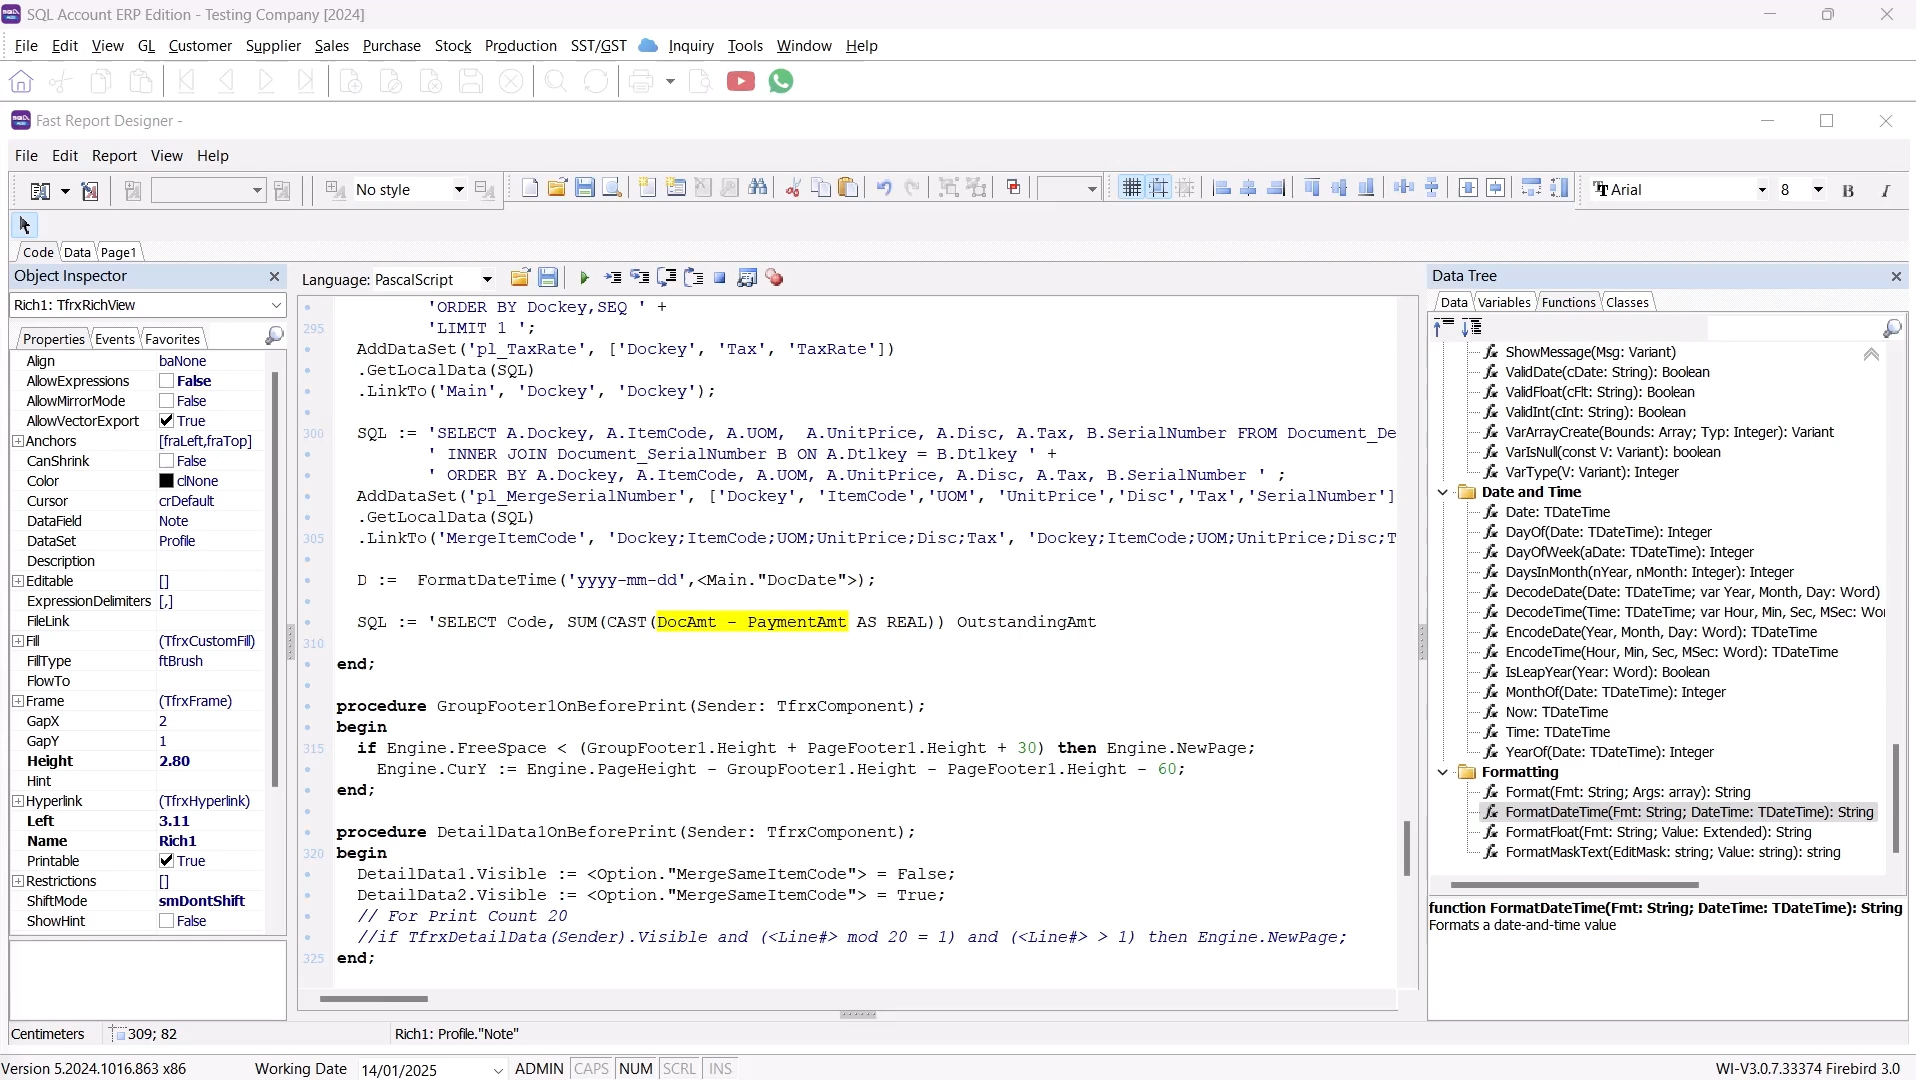 SQL Account ERP Edition - Testing Company [2024]
File Edit View GL Customer Supplier Sales Purchase Stock Production SST/GST Inquiry Tools Window Help
Fast Report Designer -
File Edit Report View Help
No style
Arial 8 B I
Code Data Page1
Object Inspector
Rich1: TfrxRichView
Properties Events Favorites
Align baNone
AllowExpressions False
AllowMirrorMode False
AllowVectorExport True
Anchors [fraLeft,fraTop]
CanShrink False
Color clNone
Cursor crDefault
DataField Note
DataSet Profile
Description
Editable []
ExpressionDelimiters [,]
FileLink
Fill (TfrxCustomFill)
FillType ftBrush
FlowTo
Frame (TfrxFrame)
GapX 2
GapY 1
Height 2.80
Hint
Hyperlink (TfrxHyperlink)
Left 3.11
Name Rich1
Printable True
Restrictions []
ShiftMode smDontShift
ShowHint False
Language: PascalScript
'ORDER BY Dockey,SEQ ' +
295 'LIMIT 1 ';
AddDataSet('pl_TaxRate', ['Dockey', 'Tax', 'TaxRate'])
.GetLocalData(SQL)
.LinkTo('Main', 'Dockey', 'Dockey');
300 SQL := 'SELECT A.Dockey, A.ItemCode, A.UOM,  A.UnitPrice, A.Disc, A.Tax, B.SerialNumber FROM Document_De
' INNER JOIN Document_SerialNumber B ON A.Dtlkey = B.Dtlkey ' +
' ORDER BY A.Dockey, A.ItemCode, A.UOM, A.UnitPrice, A.Disc, A.Tax, B.SerialNumber ' ;
AddDataSet('pl_MergeSerialNumber', ['Dockey', 'ItemCode','UOM', 'UnitPrice','Disc','Tax','SerialNumber']
.GetLocalData(SQL)
305 .LinkTo('MergeItemCode', 'Dockey;ItemCode;UOM;UnitPrice;Disc;Tax', 'Dockey;ItemCode;UOM;UnitPrice;Disc;T
D :=  FormatDateTime('yyyy-mm-dd',<Main."DocDate">);
SQL := 'SELECT Code, SUM(CAST(DocAmt - PaymentAmt AS REAL)) OutstandingAmt
310
end;
procedure GroupFooter1OnBeforePrint(Sender: TfrxComponent);
begin
315 if Engine.FreeSpace < (GroupFooter1.Height + PageFooter1.Height + 30) then Engine.NewPage;
Engine.CurY := Engine.PageHeight - GroupFooter1.Height - PageFooter1.Height - 60;
end;
procedure DetailData1OnBeforePrint(Sender: TfrxComponent);
320 begin
DetailData1.Visible := <Option."MergeSameItemCode"> = False;
DetailData2.Visible := <Option."MergeSameItemCode"> = True;
// For Print Count 20
//if TfrxDetailData(Sender).Visible and (<Line#> mod 20 = 1) and (<Line#> > 1) then Engine.NewPage;
325 end;
Data Tree
Data Variables Functions Classes
ShowMessage(Msg: Variant)
ValidDate(cDate: String): Boolean
ValidFloat(cFlt: String): Boolean
ValidInt(cInt: String): Boolean
VarArrayCreate(Bounds: Array; Typ: Integer): Variant
VarIsNull(const V: Variant): boolean
VarType(V: Variant): Integer
Date and Time
Date: TDateTime
DayOf(Date: TDateTime): Integer
DayOfWeek(aDate: TDateTime): Integer
DaysInMonth(nYear, nMonth: Integer): Integer
DecodeDate(Date: TDateTime; var Year, Month, Day: Word)
DecodeTime(Time: TDateTime; var Hour, Min, Sec, MSec: Wor
EncodeDate(Year, Month, Day: Word): TDateTime
EncodeTime(Hour, Min, Sec, MSec: Word): TDateTime
IsLeapYear(Year: Word): Boolean
MonthOf(Date: TDateTime): Integer
Now: TDateTime
Time: TDateTime
YearOf(Date: TDateTime): Integer
Formatting
Format(Fmt: String; Args: array): String
FormatDateTime(Fmt: String; DateTime: TDateTime): String
FormatFloat(Fmt: String; Value: Extended): String
FormatMaskText(EditMask: string; Value: string): string
function FormatDateTime(Fmt: String; DateTime: TDateTime): String
Formats a date-and-time value
Centimeters 309; 82 Rich1: Profile."Note"
Version 5.2024.1016.863 x86 Working Date 14/01/2025 ADMIN CAPS NUM SCRL INS WI-V3.0.7.33374 Firebird 3.0